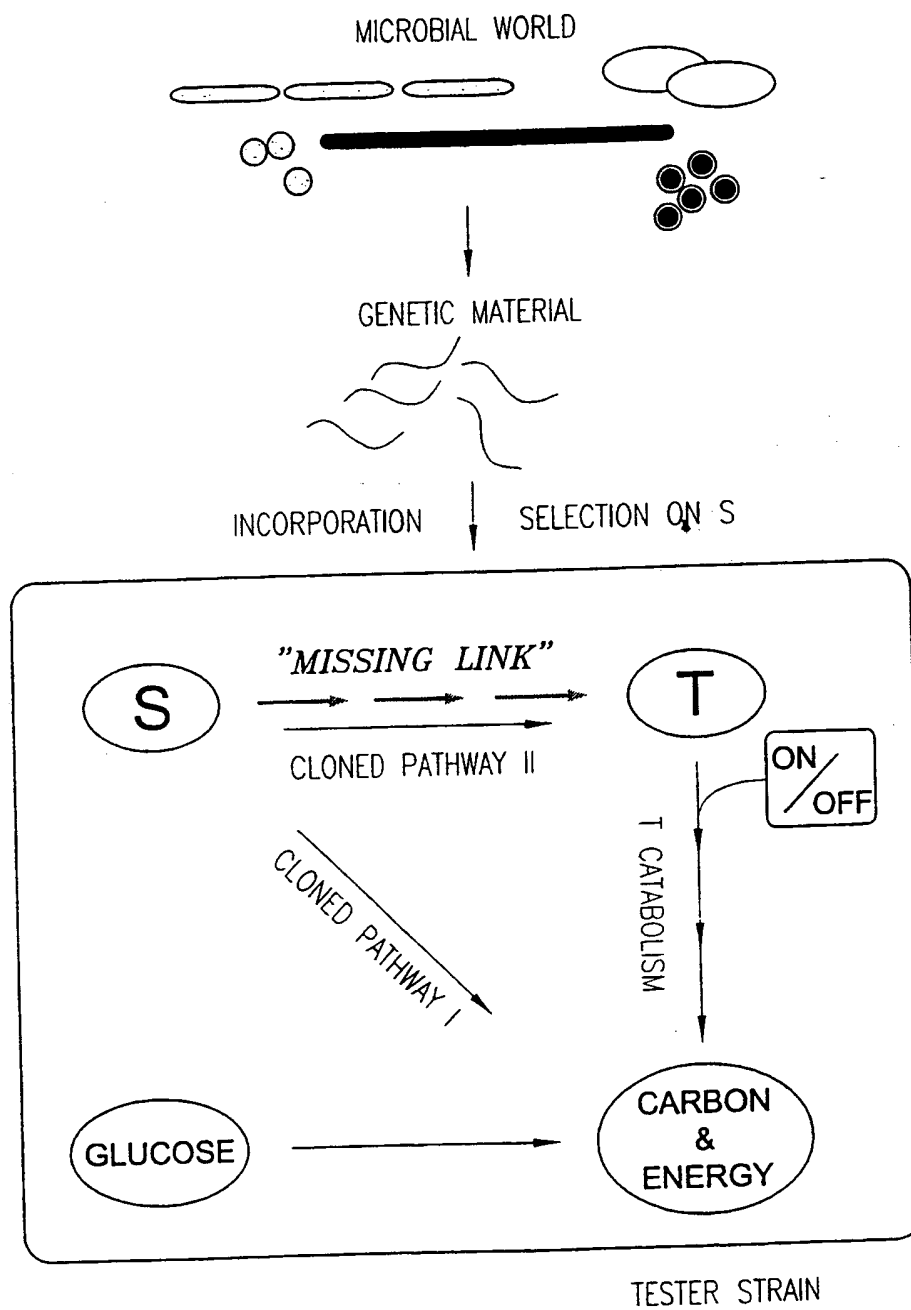 MICROBIAL WORLD
GENETIC MATERIAL
INCORPORATION
SELECTION ON S
"MISSING LINK"
S
T
CLONED PATHWAY II
ON/OFF
CLONED PATHWAY I
T CATABOLISM
GLUCOSE
CARBON
&
ENERGY
TESTER STRAIN